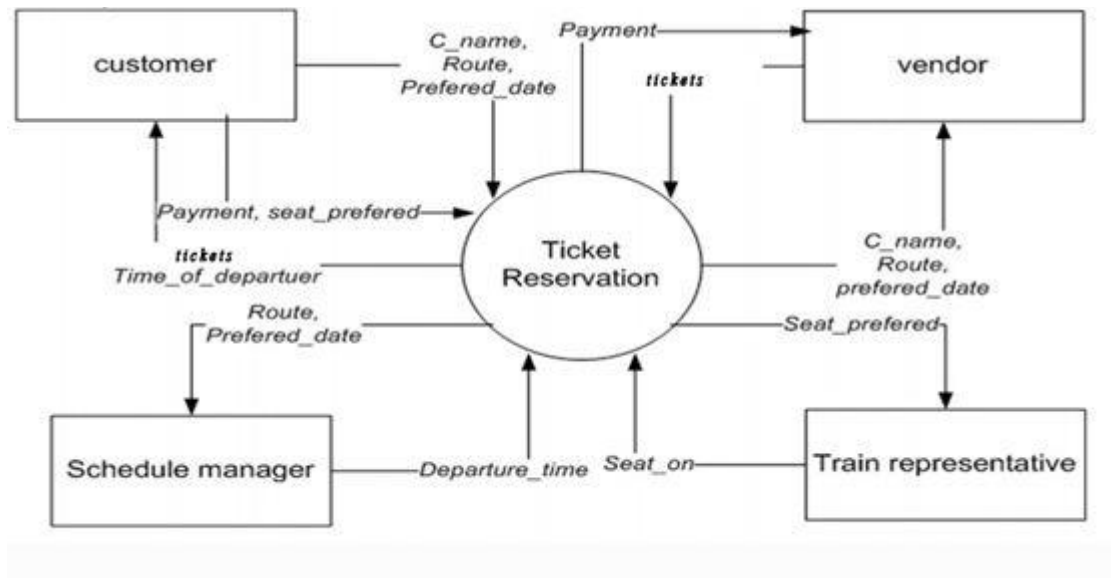 customer
C_name,
Route,
Prefered_date
Payment
tickets
vendor
Payment, seat_prefered
tickets
Time_of_departuer
Ticket
Reservation
C_name,
Route,
prefered_date
Route,
Prefered_date
Seat_prefered
Schedule manager
Departure_time
Seat_on
Train representative